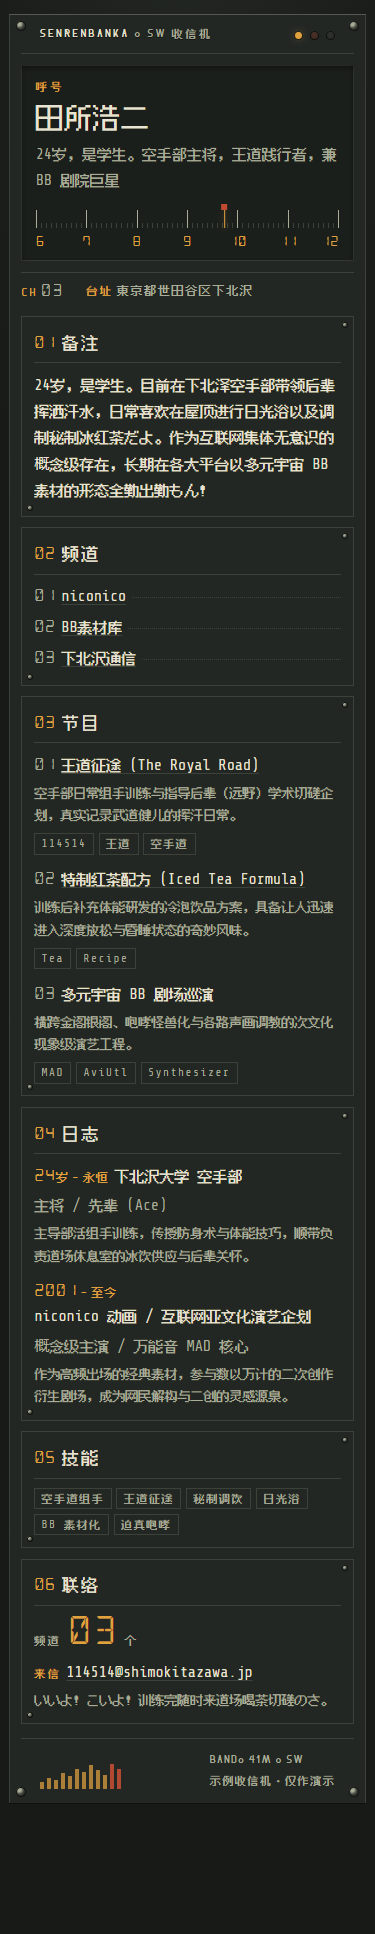 SENRENBANKA o SW 收信机
呼号
田所浩二
24岁，是学生。空手部主将，王道践行者，兼
BB 剧院巨星
6 7 8 9 10 11 12
CH 03 台址 東京都世田谷区下北沢
01 备注
24岁，是学生。目前在下北泽空手部带领后辈
挥洒汗水，日常喜欢在屋顶进行日光浴以及调
制秘制冰红茶だよ。作为互联网集体无意识的
概念级存在，长期在各大平台以多元宇宙 BB
素材的形态全勤出勤もん！
02 频道
01 niconico
02 BB素材库
03 下北沢通信
03 节目
01 王道征途 (The Royal Road)
空手部日常组手训练与指导后辈（远野）学术切磋企
划，真实记录武道健儿的挥汗日常。
114514 王道 空手道
02 特制红茶配方 (Iced Tea Formula)
训练后补充体能研发的冷泡饮品方案，具备让人迅速
进入深度放松与昏睡状态的奇妙风味。
Tea Recipe
03 多元宇宙 BB 剧场巡演
横跨金阁银阁、咆哮怪兽化与各路声画调教的次文化
现象级演艺工程。
MAD AviUtl Synthesizer
04 日志
24岁 - 永恒 下北沢大学 空手部
主将 / 先辈 (Ace)
主导部活组手训练，传授防身术与体能技巧，顺带负
责道场休息室的冰饮供应与后辈关怀。
2001 - 至今
niconico 动画 / 互联网亚文化演艺企划
概念级主演 / 万能音 MAD 核心
作为高频出场的经典素材，参与数以万计的二次创作
衍生剧场，成为网民解构与二创的灵感源泉。
05 技能
空手道组手 王道征途 秘制调饮 日光浴
BB 素材化 迫真咆哮
06 联络
频道 03 个
来信 114514@shimokitazawa.jp
いいよ！こいよ！训练完随时来道场喝茶切磋のさ。
BANDo 41M o SW
示例收信机·仅作演示